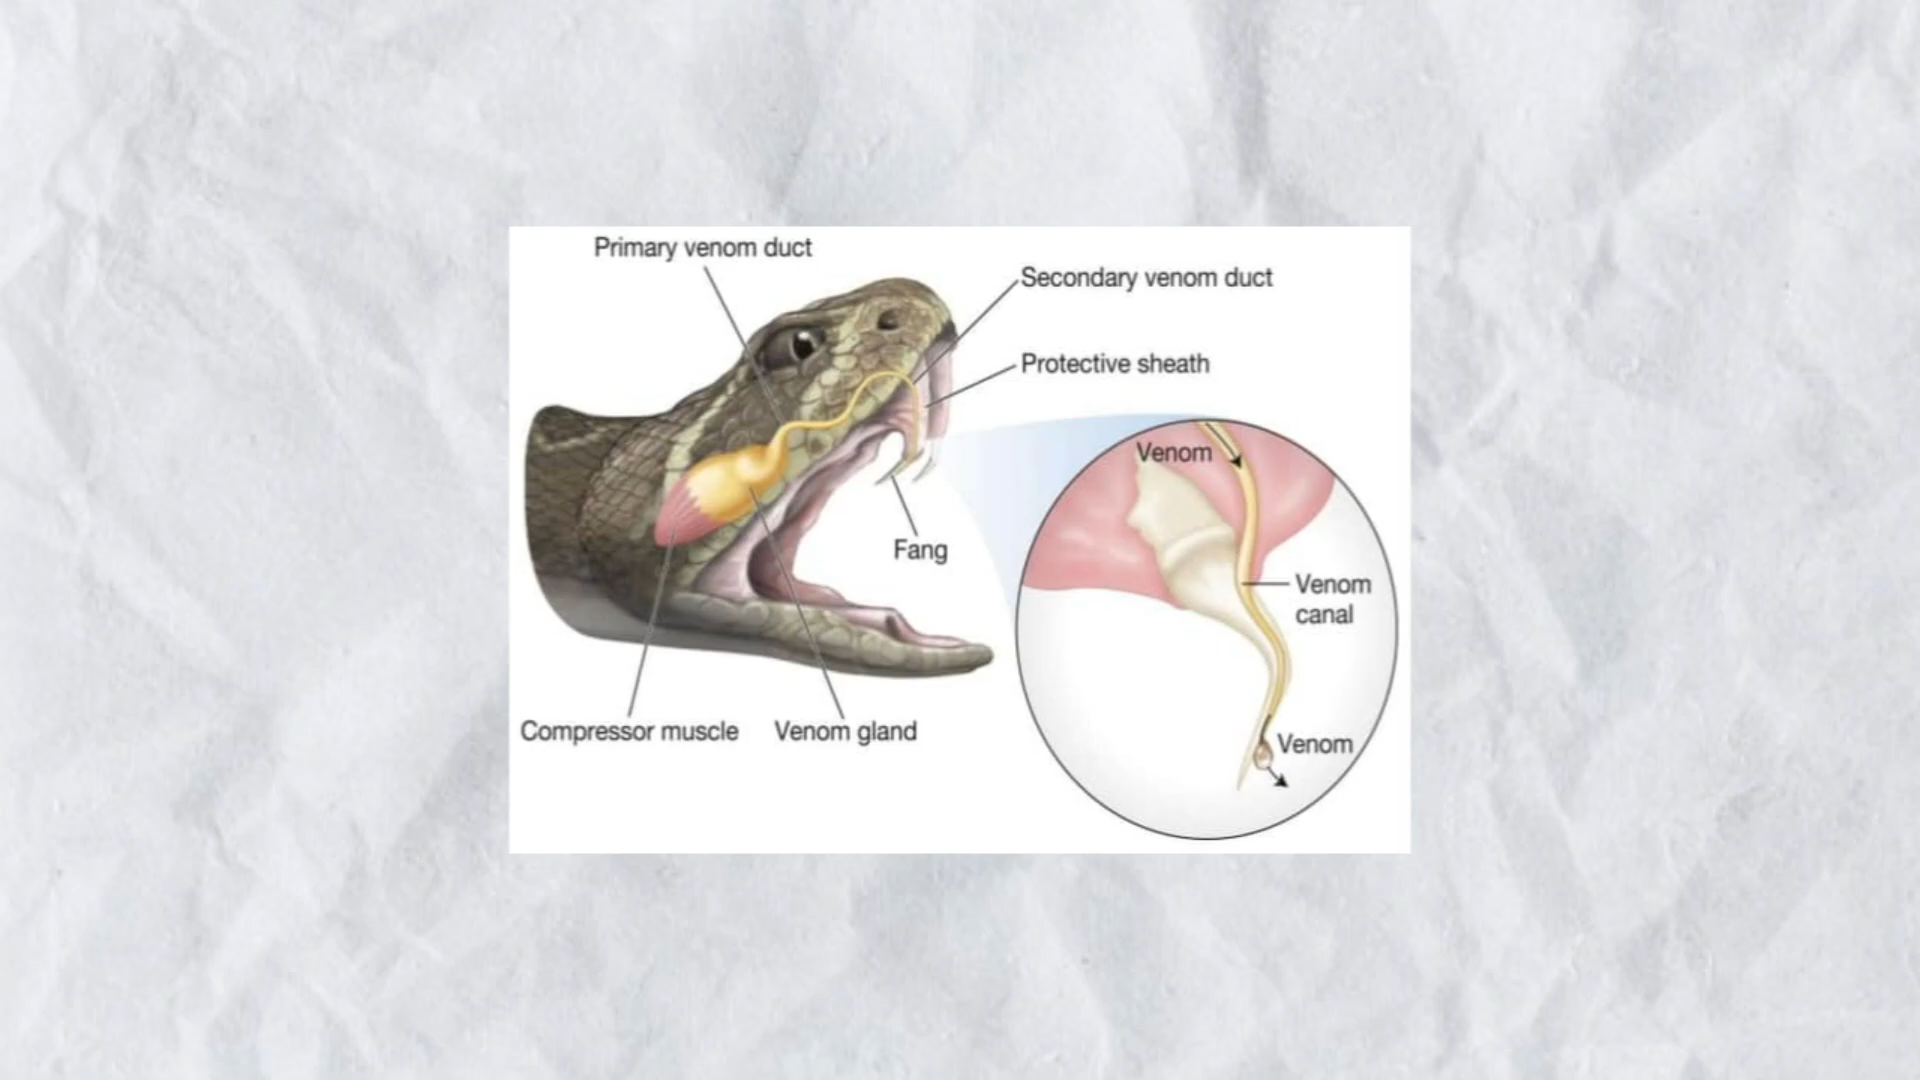 Primary venom duct
Secondary venom duct
Protective sheath
Venom
Fang
Venom
canal
Compressor muscle
Venom gland
Venom